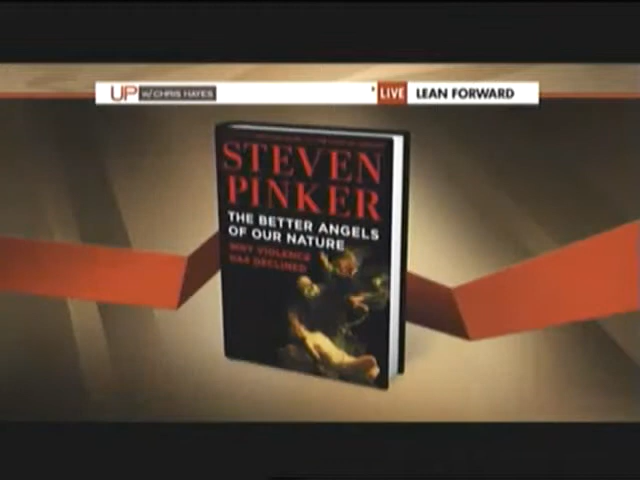 UP W/ CHRIS HAYES
LIVE LEAN FORWARD
STEVEN
PINKER
THE BETTER ANGELS
OF OUR NATURE
WHY VIOLENCE
HAS DECLINED